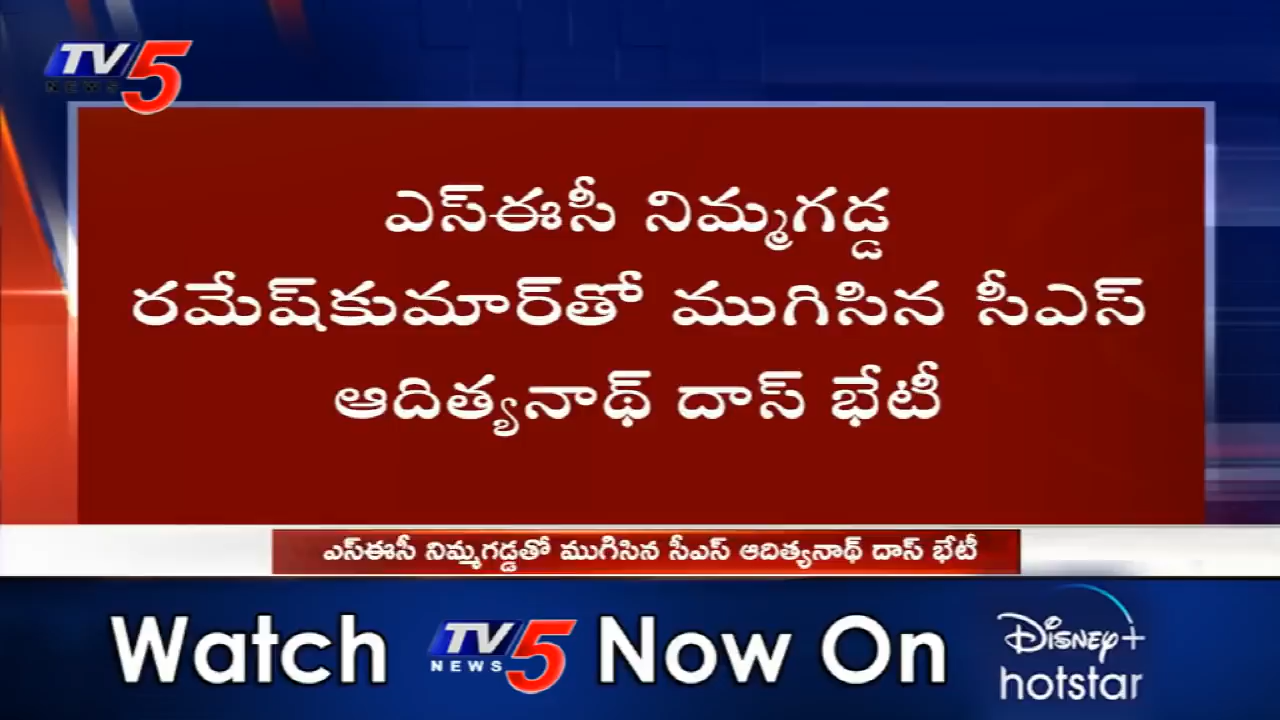 TV5
NEWS
ఎస్ఈసీ నిమ్మగడ్డ
రమేష్‌కుమార్‌తో ముగిసిన సీఎస్
ఆదిత్యనాథ్ దాస్ భేటీ
ఎస్ఈసీ నిమ్మగడ్డతో ముగిసిన సీఎస్ ఆదిత్యనాథ్ దాస్ భేటీ
Watch TV5 NEWS Now On Disney+ hotstar